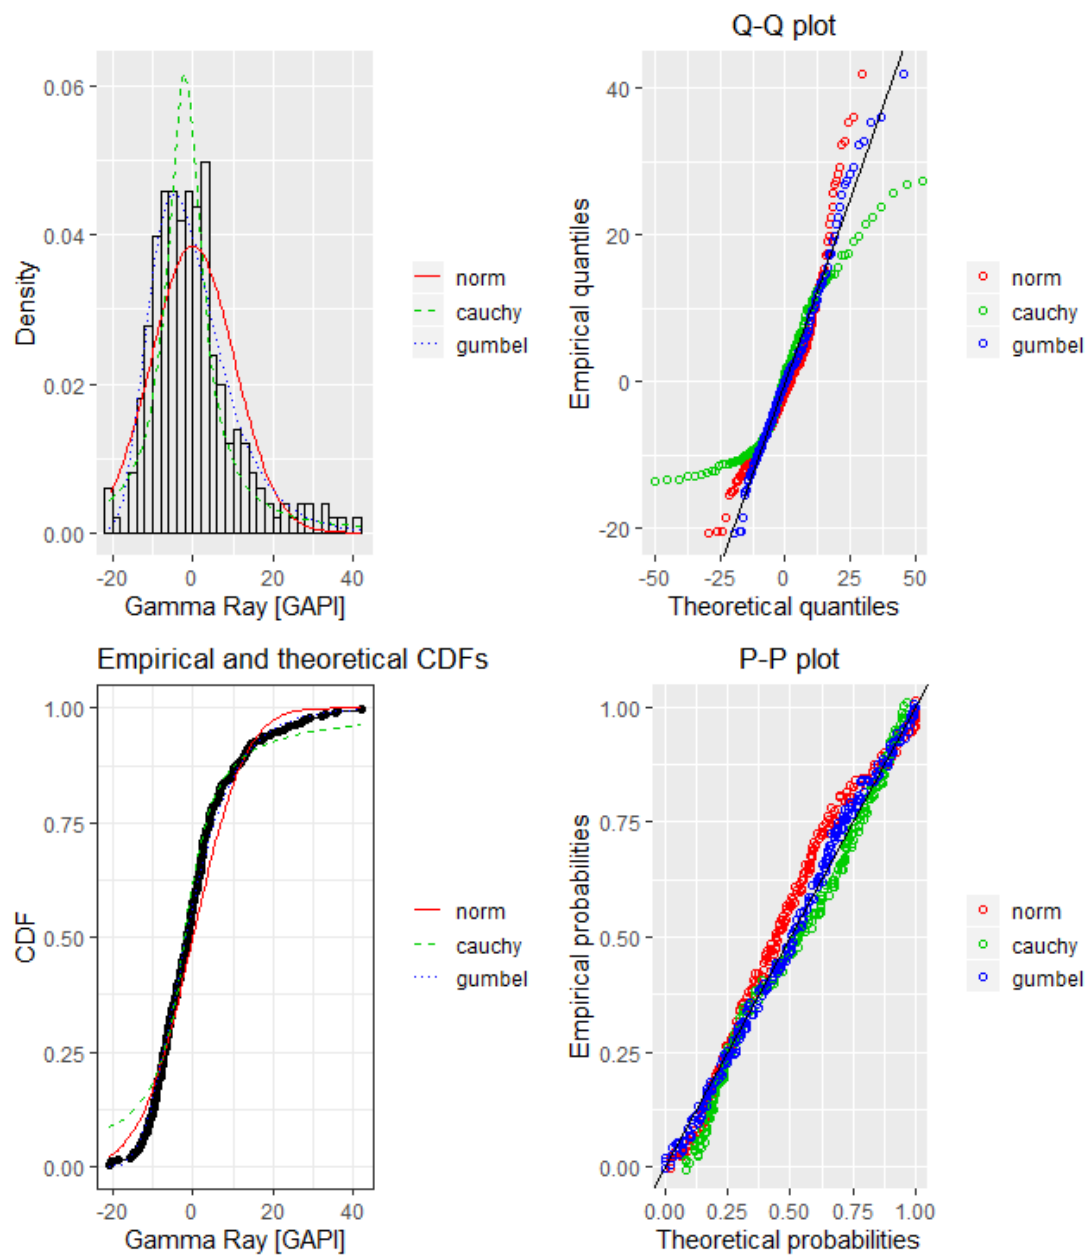 0.06
0.04
0.02
0.00
Density
-20
0
20
40
Gamma Ray [GAPI]
norm
cauchy
gumbel
Q-Q plot
40
20
0
-20
Empirical quantiles
-50
-25
0
25
50
Theoretical quantiles
norm
cauchy
gumbel
Empirical and theoretical CDFs
1.00
0.75
0.50
0.25
0.00
CDF
-20
0
20
40
Gamma Ray [GAPI]
norm
cauchy
gumbel
P-P plot
1.00
0.75
0.50
0.25
0.00
Empirical probabilities
0.00
0.25
0.50
0.75
1.00
Theoretical probabilities
norm
cauchy
gumbel